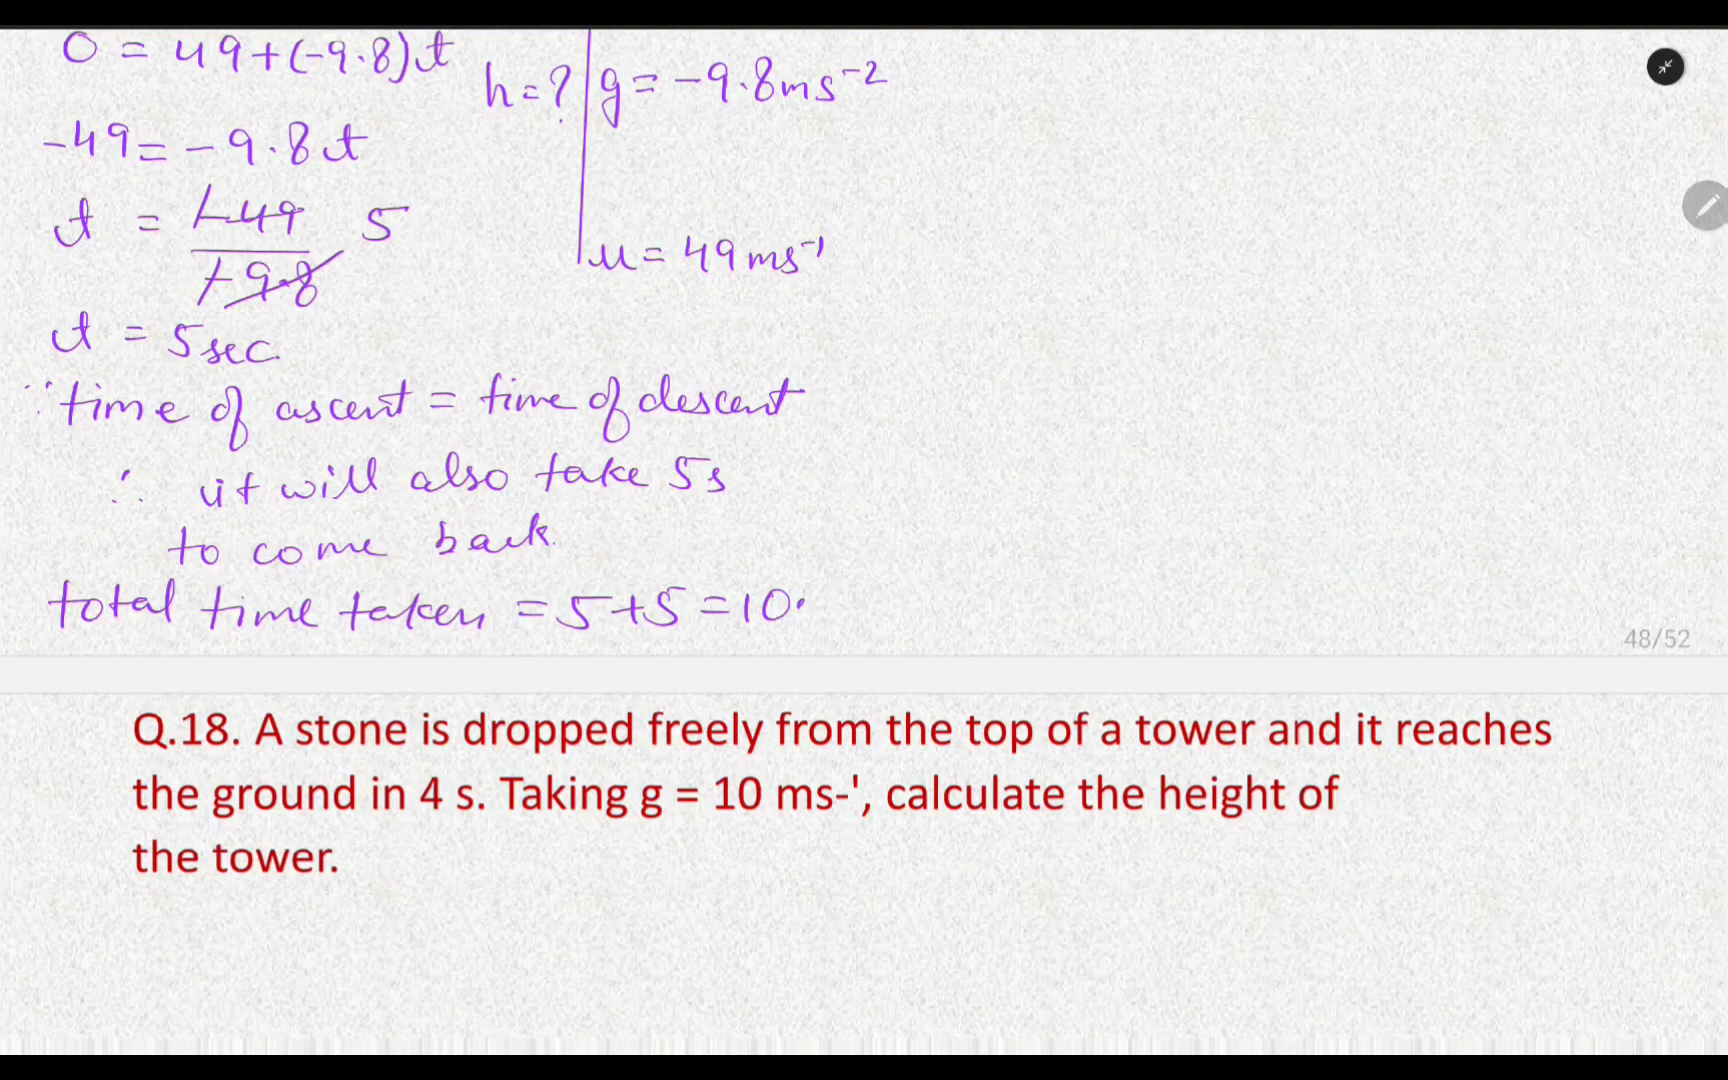 0 = 49+(-9.8)t
h=? g= -9.8ms⁻²
-49= -9.8t
t = -49 5
-9.8
u= 49ms⁻¹
t = 5sec.
∵ time of ascent = time of descent
∴ it will also take 5s
to come back.
total time taken = 5+5=10.
48/52
Q.18. A stone is dropped freely from the top of a tower and it reaches
the ground in 4 s. Taking g = 10 ms-', calculate the height of
the tower.